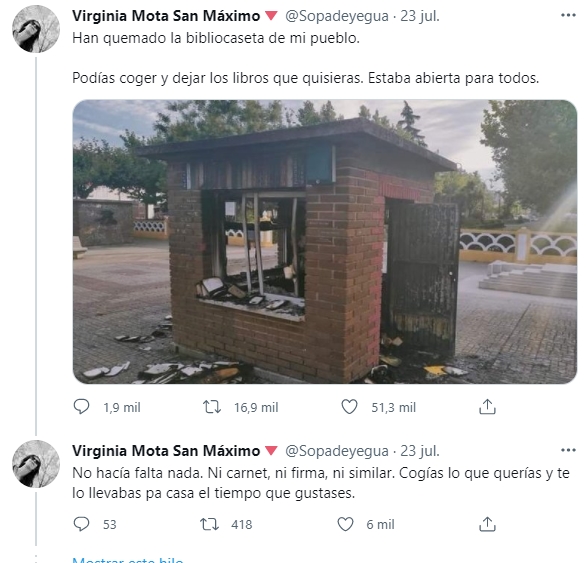 Virginia Mota San Máximo 🔻 @Sopadeyegua · 23 jul.
Han quemado la bibliocaseta de mi pueblo.
Podías coger y dejar los libros que quisieras. Estaba abierta para todos.
1,9 mil 16,9 mil 51,3 mil
Virginia Mota San Máximo 🔻 @Sopadeyegua · 23 jul.
No hacía falta nada. Ni carnet, ni firma, ni similar. Cogías lo que querías y te
lo llevabas pa casa el tiempo que gustases.
53 418 6 mil
Mostrar este hilo